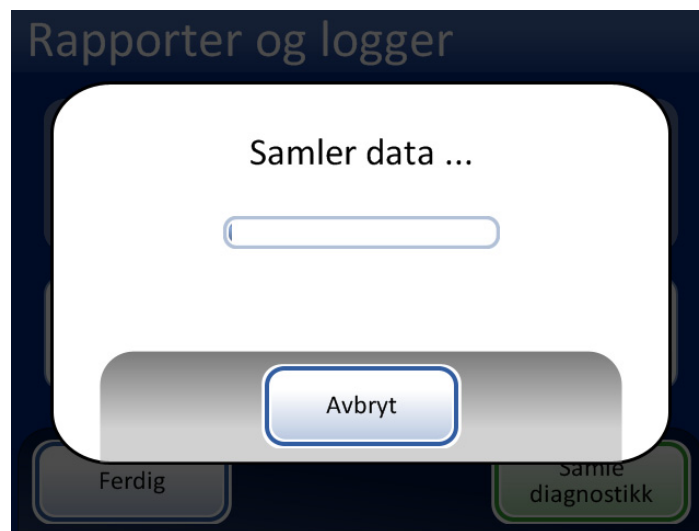 Rapporter og logger
Samler data ...
Avbryt
Ferdig
Samle
diagnostikk